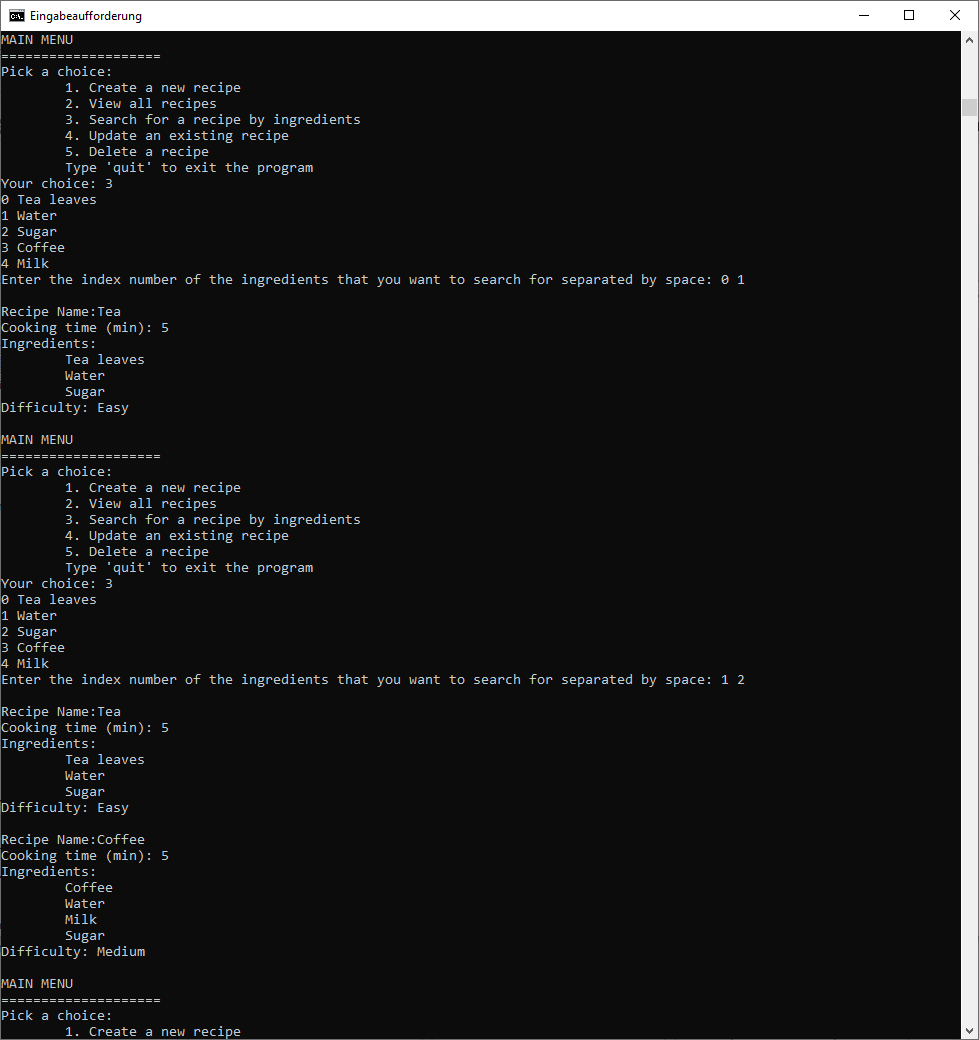 Eingabeaufforderung
MAIN MENU
====================
Pick a choice:
        1. Create a new recipe
        2. View all recipes
        3. Search for a recipe by ingredients
        4. Update an existing recipe
        5. Delete a recipe
        Type 'quit' to exit the program
Your choice: 3
0 Tea leaves
1 Water
2 Sugar
3 Coffee
4 Milk
Enter the index number of the ingredients that you want to search for separated by space: 0 1

Recipe Name:Tea
Cooking time (min): 5
Ingredients:
        Tea leaves
        Water
        Sugar
Difficulty: Easy

MAIN MENU
====================
Pick a choice:
        1. Create a new recipe
        2. View all recipes
        3. Search for a recipe by ingredients
        4. Update an existing recipe
        5. Delete a recipe
        Type 'quit' to exit the program
Your choice: 3
0 Tea leaves
1 Water
2 Sugar
3 Coffee
4 Milk
Enter the index number of the ingredients that you want to search for separated by space: 1 2

Recipe Name:Tea
Cooking time (min): 5
Ingredients:
        Tea leaves
        Water
        Sugar
Difficulty: Easy

Recipe Name:Coffee
Cooking time (min): 5
Ingredients:
        Coffee
        Water
        Milk
        Sugar
Difficulty: Medium

MAIN MENU
====================
Pick a choice:
        1. Create a new recipe